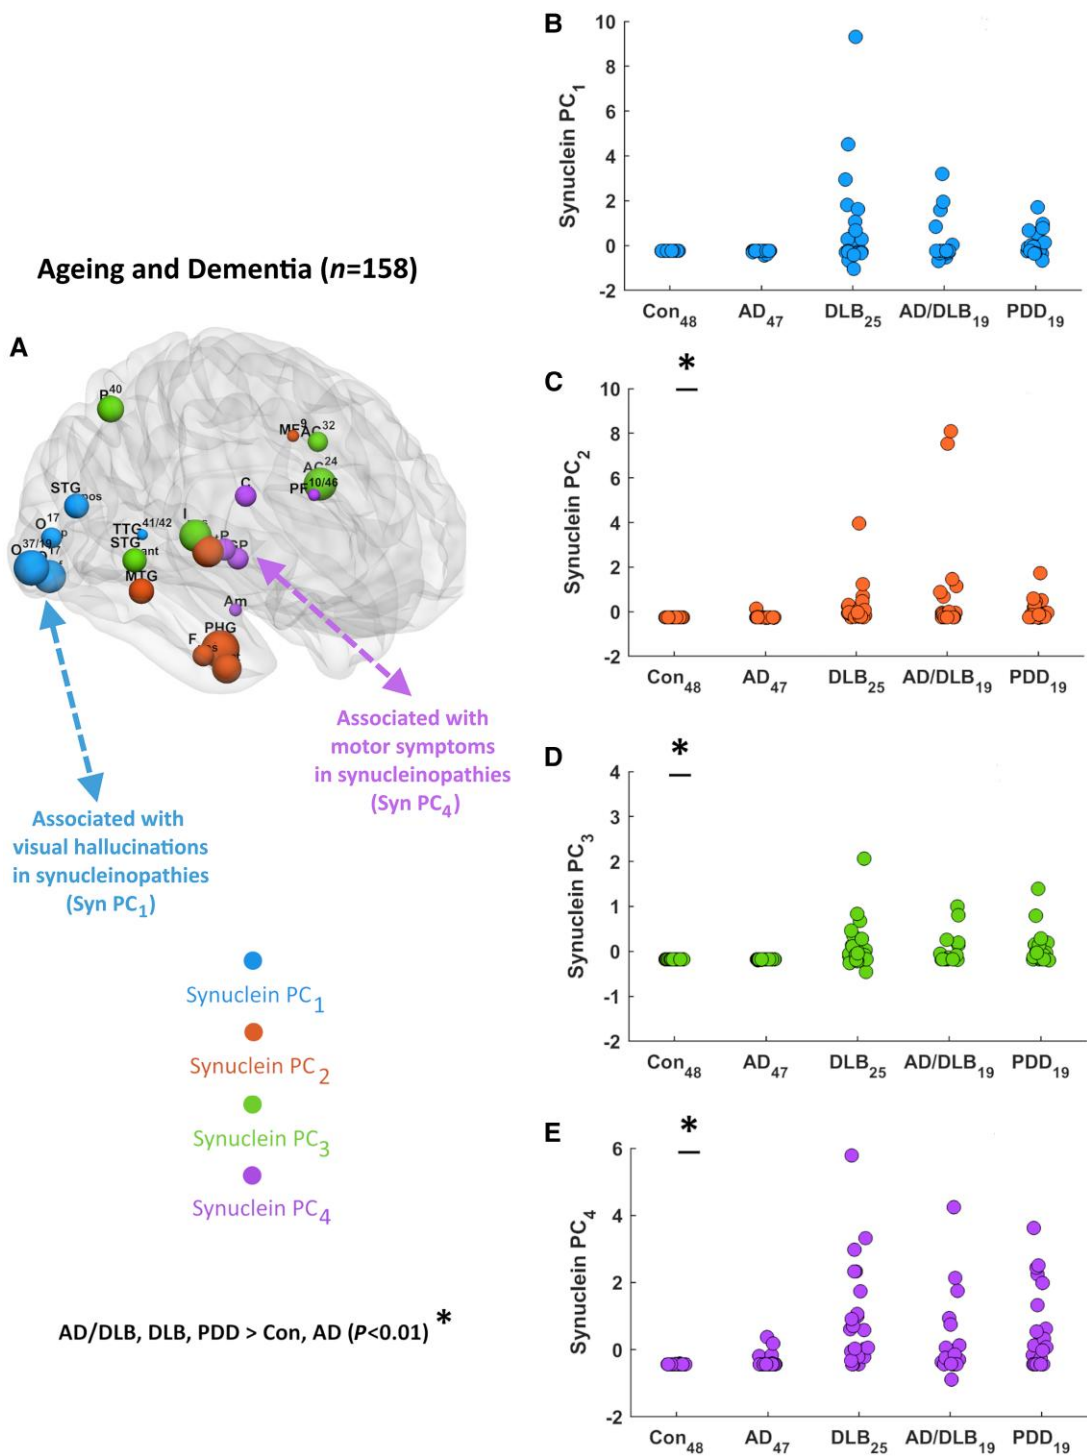 Ageing and Dementia (n=158)
A
P40
MF9
AC32
AC24
PF10/46
C
STG pos
O17
TTG41/42
STG ant
MTG
O37/19
I
Am
PHG
F
Associated with
motor symptoms
in synucleinopathies
(Syn PC4)
Associated with
visual hallucinations
in synucleinopathies
(Syn PC1)
Synuclein PC1
Synuclein PC2
Synuclein PC3
Synuclein PC4
AD/DLB, DLB, PDD > Con, AD (P<0.01) *
B
Synuclein PC1
10
8
6
4
2
0
-2
Con48 AD47 DLB25 AD/DLB19 PDD19
C
*
Synuclein PC2
10
8
6
4
2
0
-2
Con48 AD47 DLB25 AD/DLB19 PDD19
D
*
Synuclein PC3
4
3
2
1
0
-1
-2
Con48 AD47 DLB25 AD/DLB19 PDD19
E
*
Synuclein PC4
6
4
2
0
-2
Con48 AD47 DLB25 AD/DLB19 PDD19